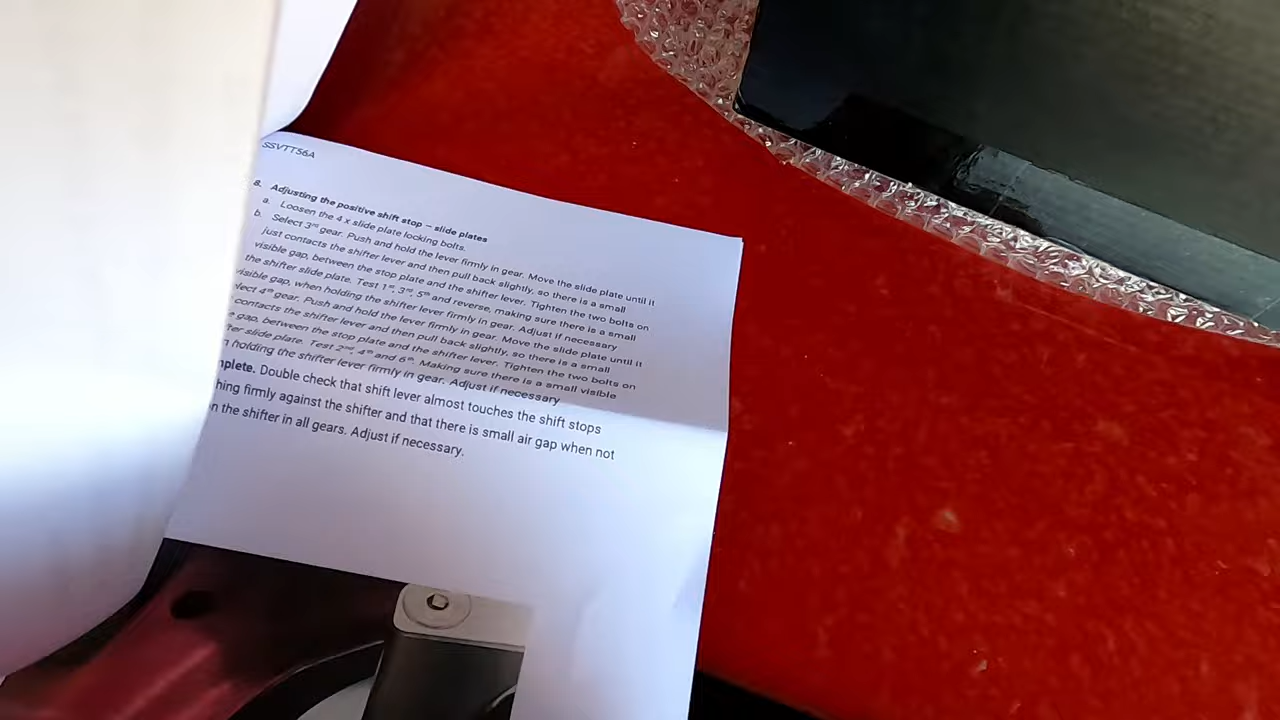 SSVTT56A
8. Adjusting the positive shift stop – slide plates
a. Loosen the 4 x slide plate locking bolts.
b. Select 3rd gear. Push and hold the lever firmly in gear. Move the slide plate until it
just contacts the shifter lever and then pull back slightly, so there is a small
visible gap, between the stop plate and the shifter lever. Tighten the two bolts on
the shifter slide plate. Test 1st, 3rd, 5th and reverse, making sure there is a small
visible gap, when holding the shifter lever firmly in gear. Adjust if necessary
lect 4th gear. Push and hold the lever firmly in gear. Move the slide plate until it
contacts the shifter lever and then pull back slightly, so there is a small
e gap, between the stop plate and the shifter lever. Tighten the two bolts on
ter slide plate. Test 2nd, 4th and 6th. Making sure there is a small visible
n holding the shifter lever firmly in gear. Adjust if necessary
mplete. Double check that shift lever almost touches the shift stops
hing firmly against the shifter and that there is small air gap when not
n the shifter in all gears. Adjust if necessary.